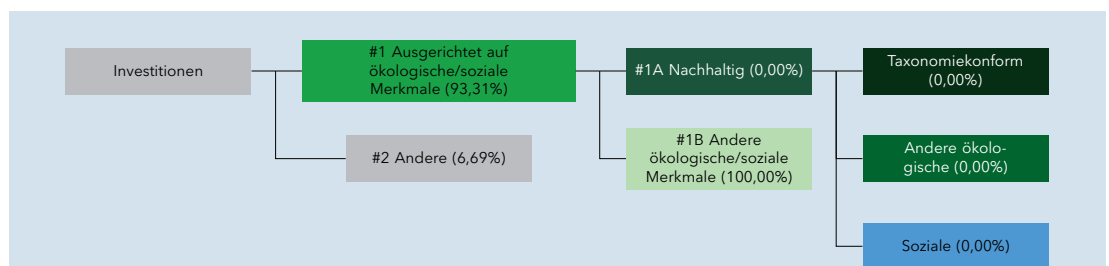 Investitionen
#1 Ausgerichtet auf
ökologische/soziale
Merkmale (93,31%)
#2 Andere (6,69%)
#1A Nachhaltig (0,00%)
#1B Andere
ökologische/soziale
Merkmale (100,00%)
Taxonomiekonform
(0,00%)
Andere ökolo-
gische (0,00%)
Soziale (0,00%)